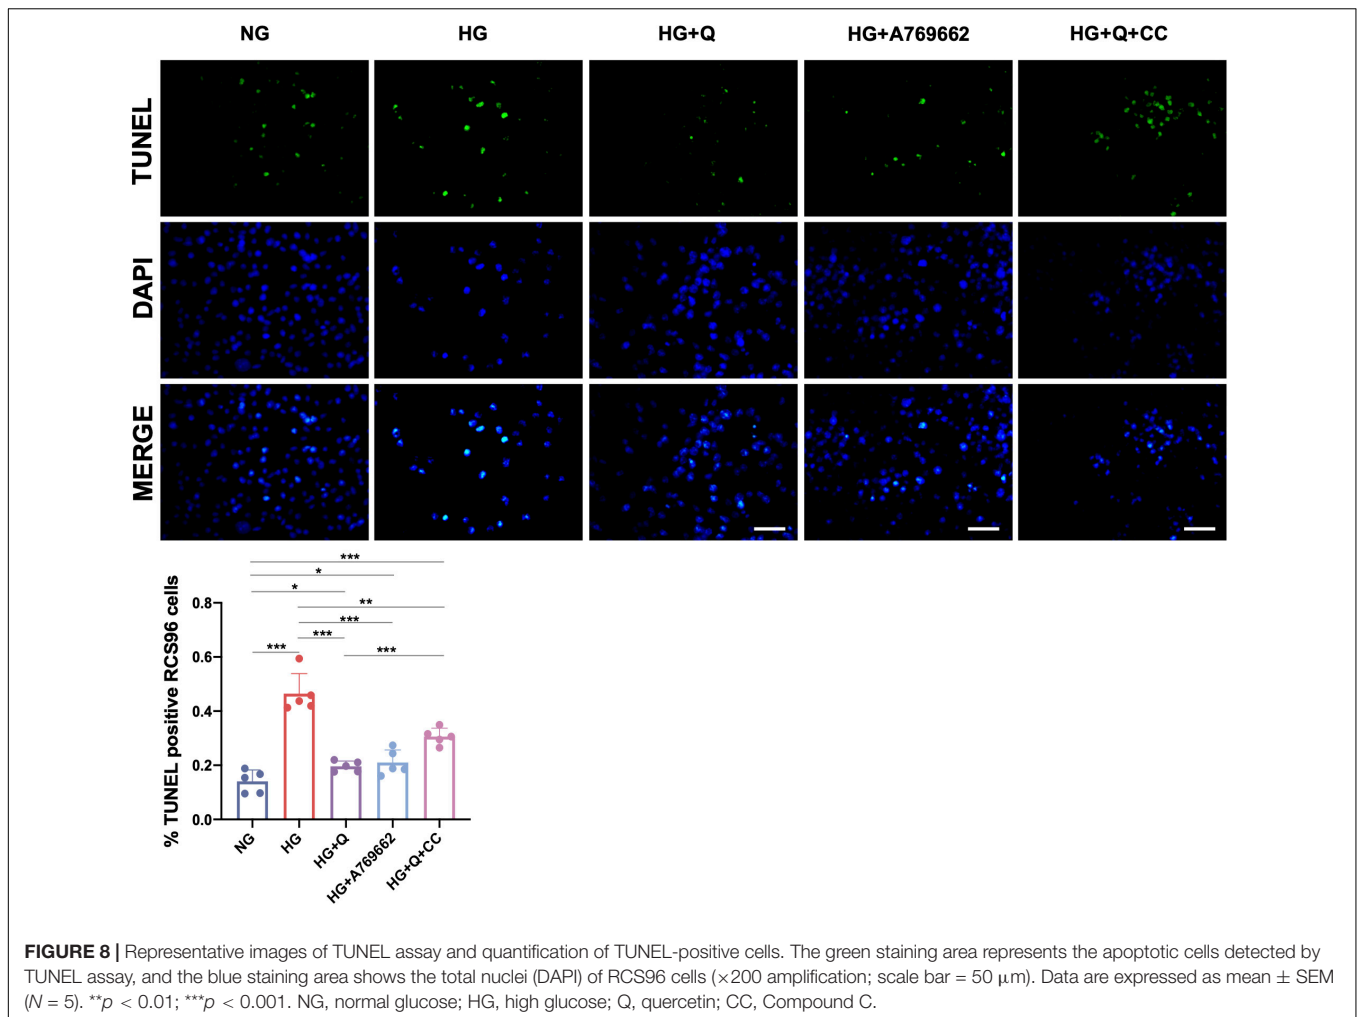 NG HG HG+Q HG+A769662 HG+Q+CC
TUNEL
DAPI
MERGE
% TUNEL positive RCS96 cells
***
*
*
**
***
***
***
***
0.8
0.6
0.4
0.2
0.0
NG HG HG+Q HG+A769662 HG+Q+CC
FIGURE 8 | Representative images of TUNEL assay and quantification of TUNEL-positive cells. The green staining area represents the apoptotic cells detected by
TUNEL assay, and the blue staining area shows the total nuclei (DAPI) of RCS96 cells (×200 amplification; scale bar = 50 μm). Data are expressed as mean ± SEM
(N = 5). **p < 0.01; ***p < 0.001. NG, normal glucose; HG, high glucose; Q, quercetin; CC, Compound C.